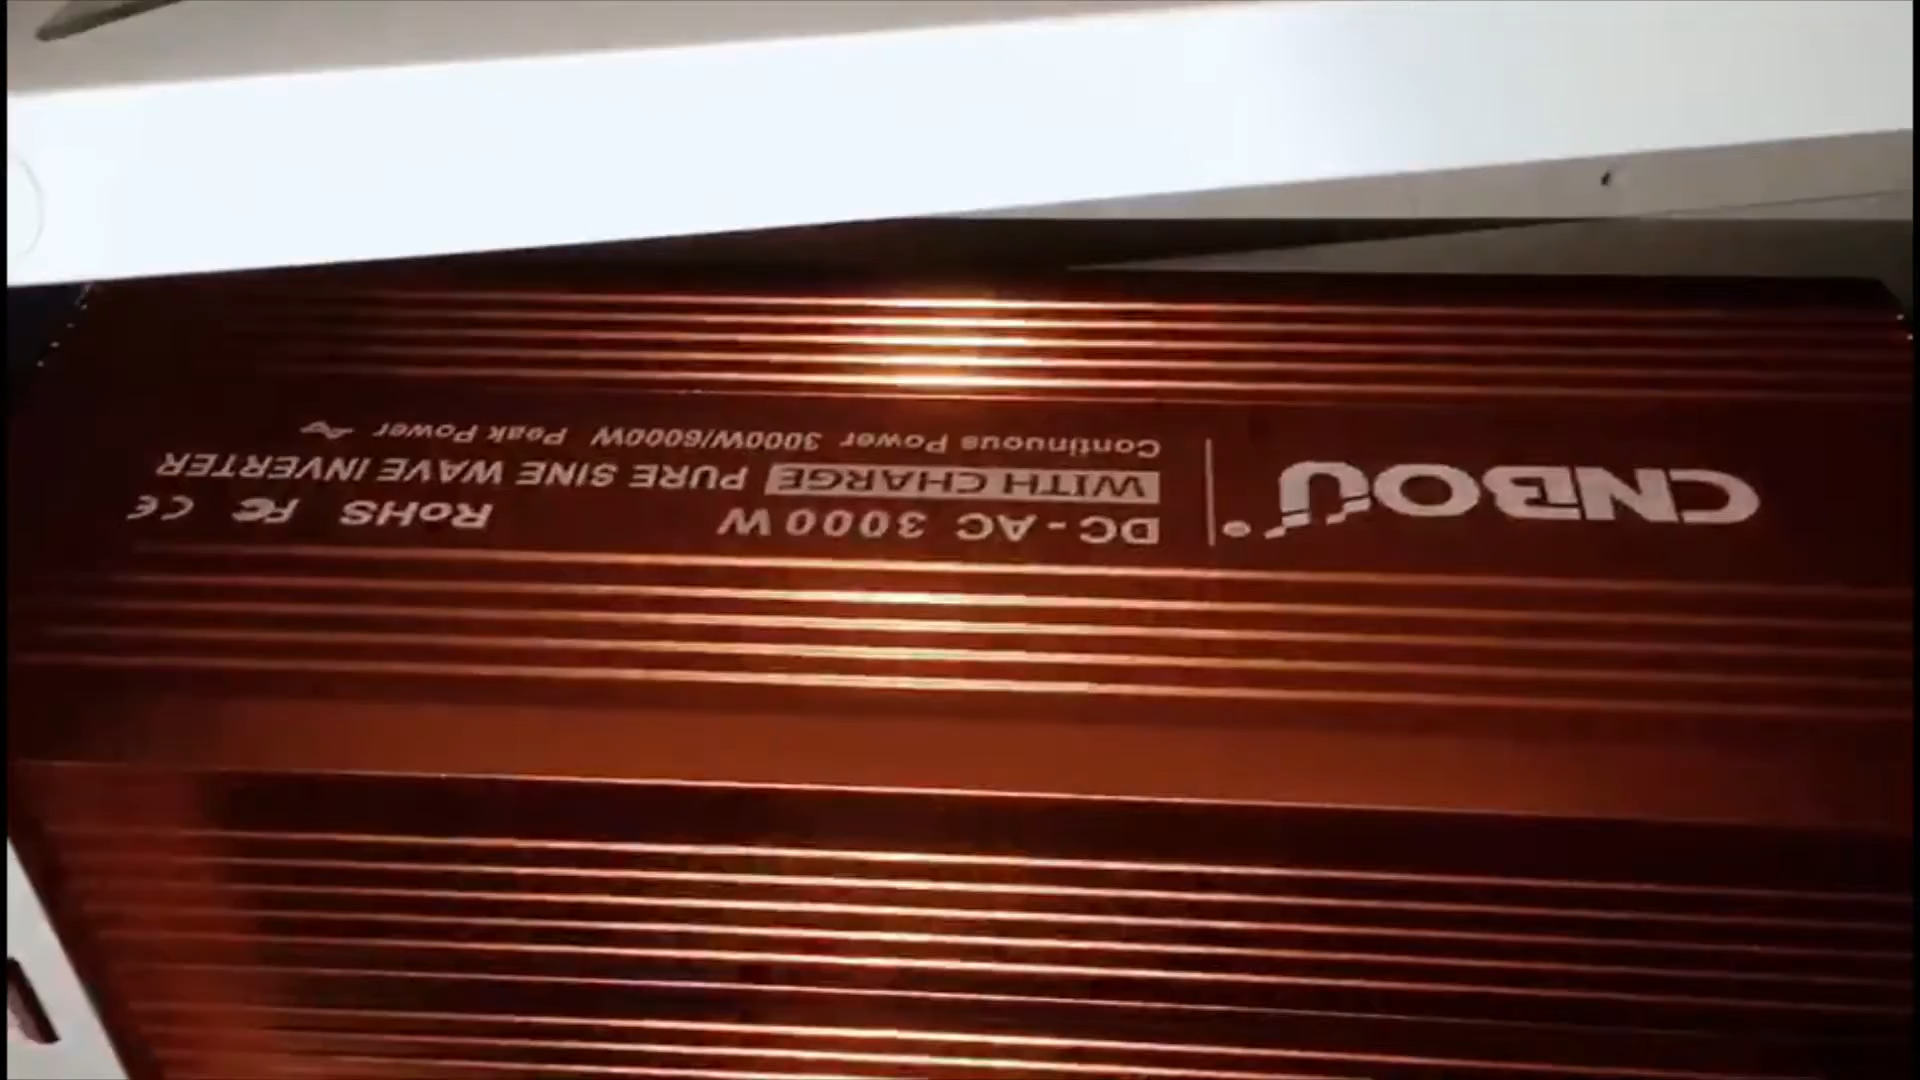 CNBOU
DC-AC 3000W RoHS FC CE
WITH CHARGE PURE SINE WAVE INVERTER
Continuous Power 3000W/6000W Peak Power